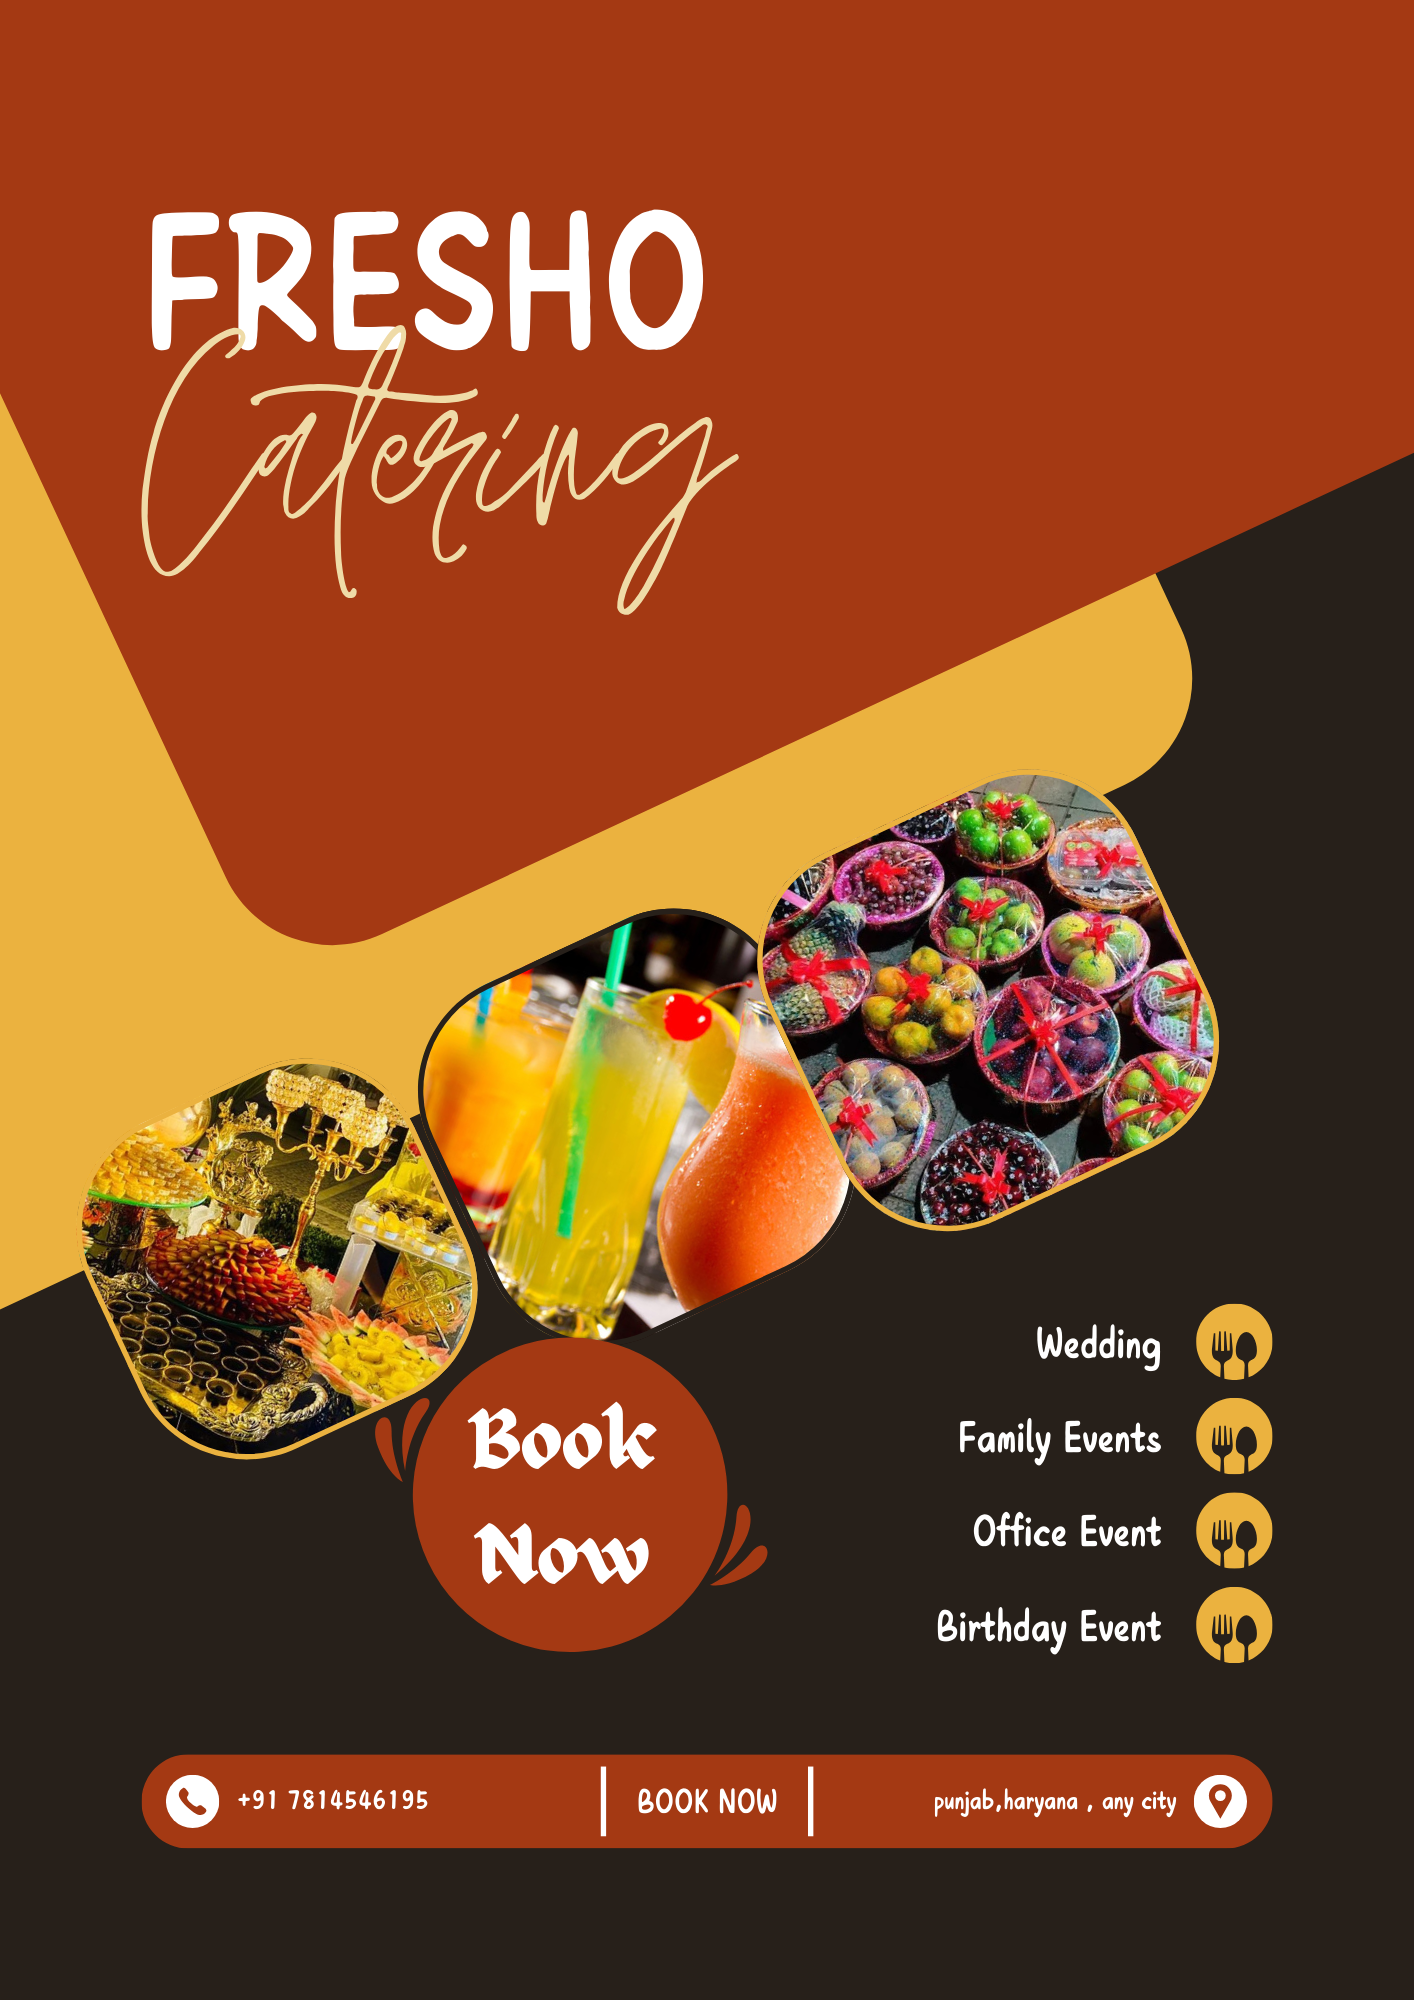 FRESHO
Catering
Book
Now
Wedding
Family Events
Office Event
Birthday Event
+91 7814546195
BOOK NOW
punjab,haryana , any city